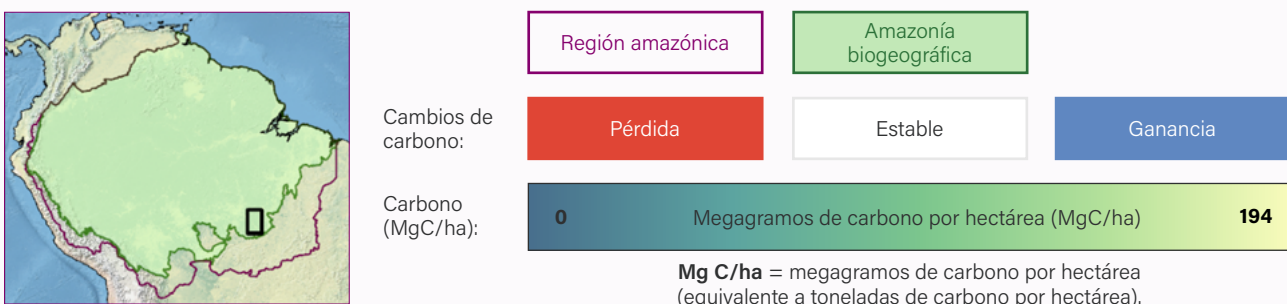 Región amazónica
Amazonía
biogeográfica
Cambios de
carbono:
Pérdida
Estable
Ganancia
Carbono
(MgC/ha):
0
Megagramos de carbono por hectárea (MgC/ha)
194
Mg C/ha = megagramos de carbono por hectárea
(equivalente a toneladas de carbono por hectárea).